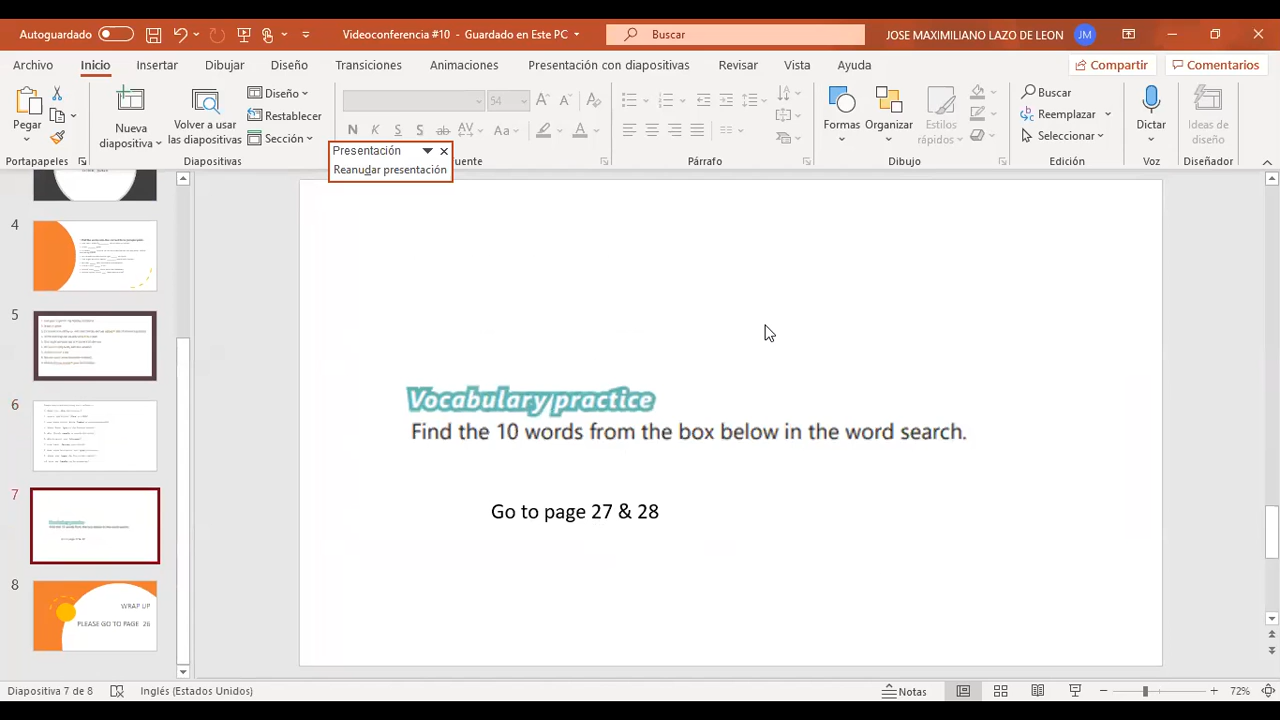 Autoguardado
Videoconferencia #10 - Guardado en Este PC
Buscar
JOSE MAXIMILIANO LAZO DE LEON
JM
Archivo Inicio Insertar Dibujar Diseño Transiciones Animaciones Presentación con diapositivas Revisar Vista Ayuda
Compartir
Comentarios
Pegar
Portapapeles
Nueva diapositiva
Volver a usar las diapositivas
Diseño
Restablecer
Sección
Diapositivas
54
N K S S ab AV Aa A
Presentación
Reanudar presentación
uente
Párrafo
Formas
Organizar
Estilos rápidos
Dibujo
Buscar
Reemplazar
Seleccionar
Edición
Dictar
Voz
Ideas de diseño
Diseñador
4
5
6
7
8
WRAP UP
PLEASE GO TO PAGE 26
Vocabulary practice
Find the 10 words from the box below in the word search.
Go to page 27 & 28
Diapositiva 7 de 8
Inglés (Estados Unidos)
Notas
72%